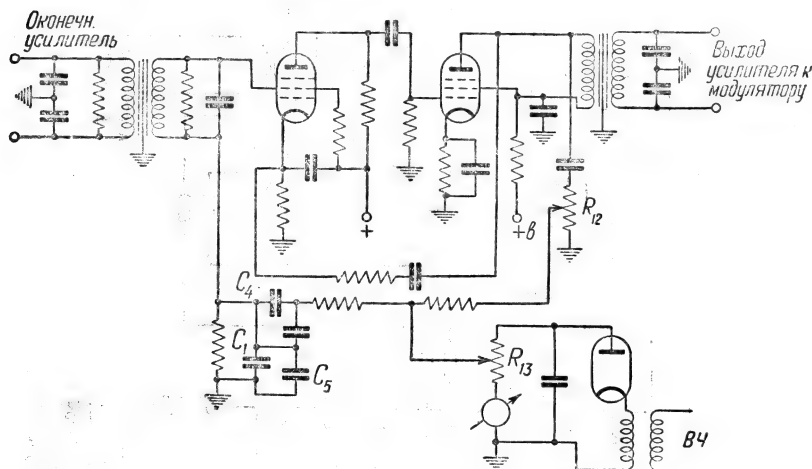 Оконечн.
усилитель
Выход
усилителя к
модулятору
+
+в
R12
C4
C1
C5
R13
ВЧ